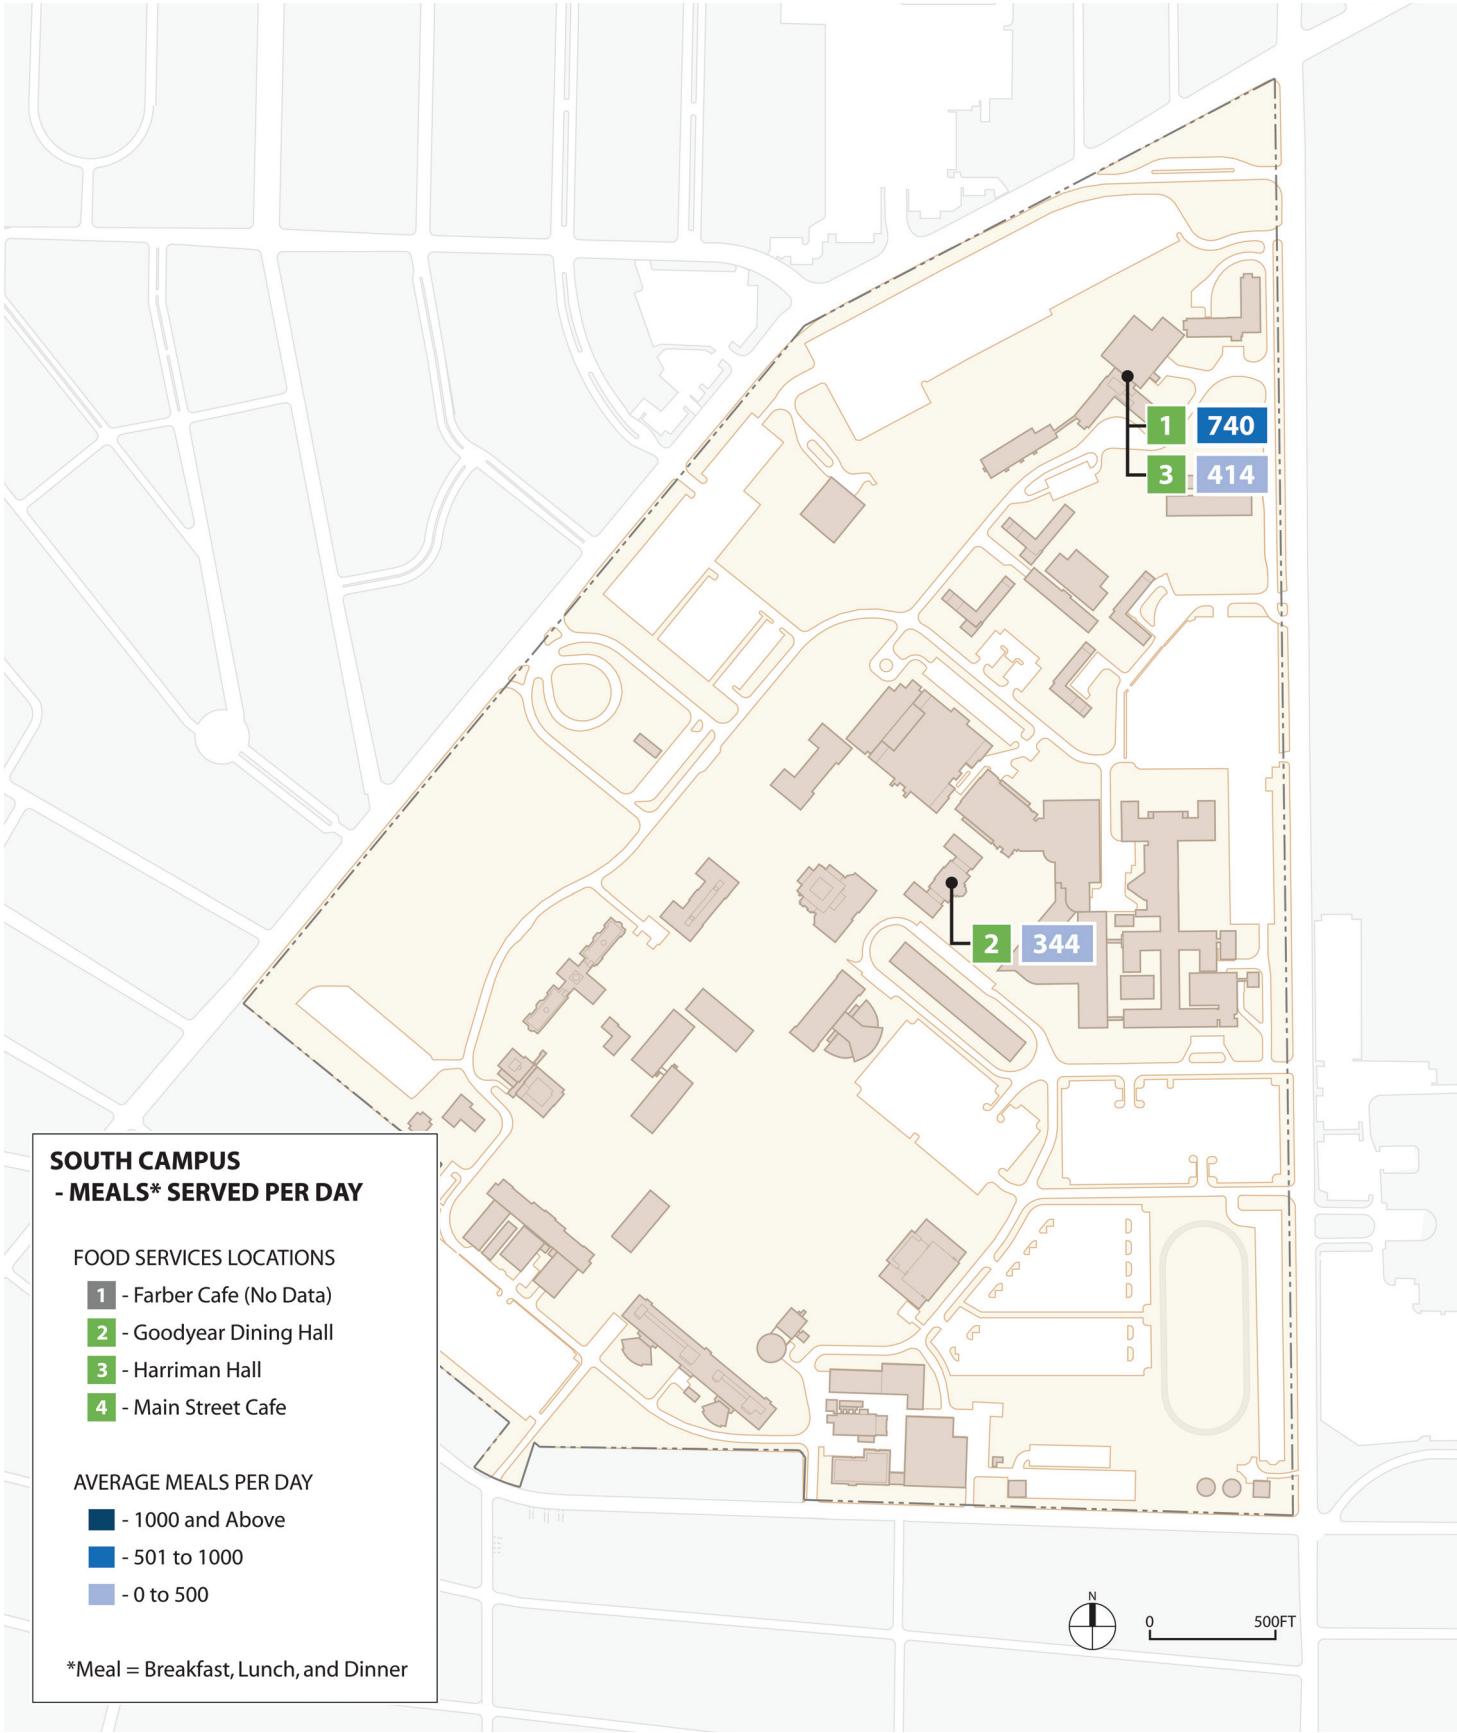 1 740
3 414
2 344
SOUTH CAMPUS
- MEALS* SERVED PER DAY
FOOD SERVICES LOCATIONS
1 - Farber Cafe (No Data)
2 - Goodyear Dining Hall
3 - Harriman Hall
4 - Main Street Cafe
AVERAGE MEALS PER DAY
- 1000 and Above
- 501 to 1000
- 0 to 500
*Meal = Breakfast, Lunch, and Dinner
N
0 500FT